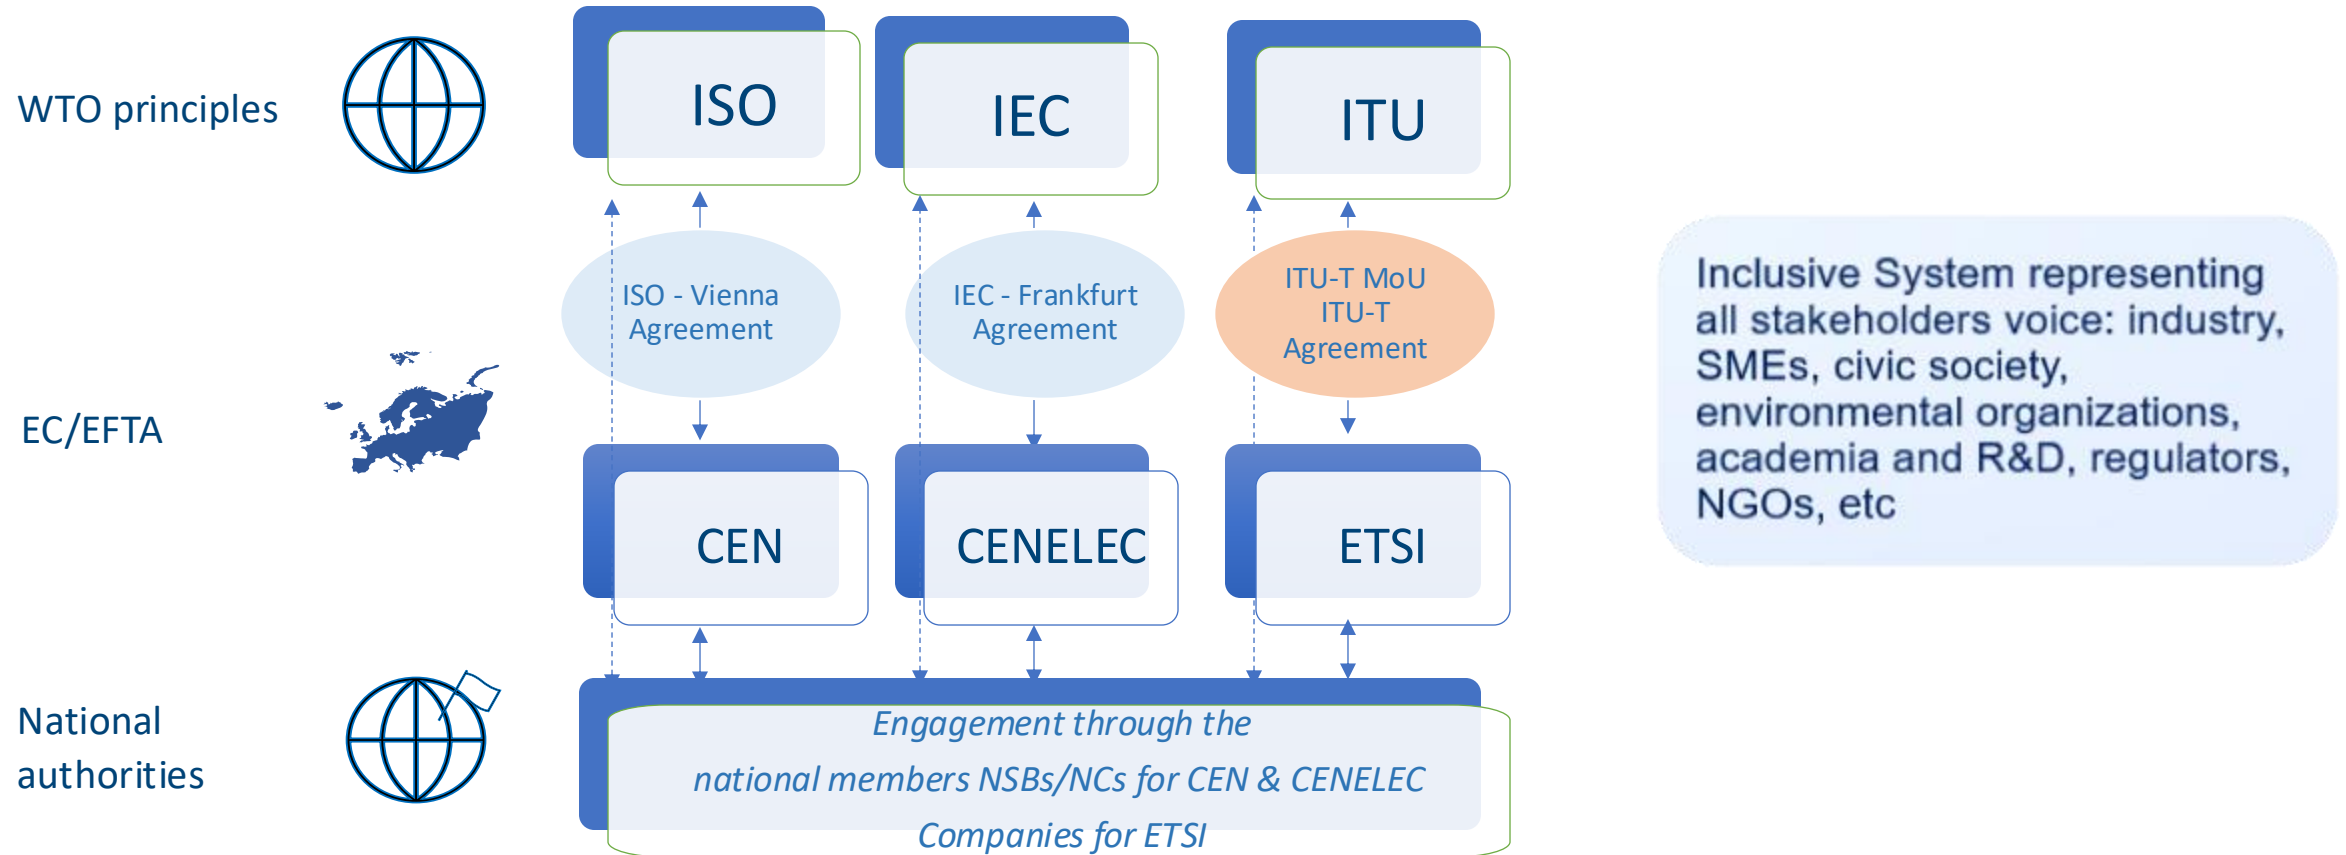 WTO principles
ISO
IEC
ITU
ISO - Vienna
Agreement
IEC - Frankfurt
Agreement
ITU-T MoU
ITU-T
Agreement
EC/EFTA
CEN
CENELEC
ETSI
National
authorities
Engagement through the
national members NSBs/NCs for CEN & CENELEC
Companies for ETSI
Inclusive System representing
all stakeholders voice: industry,
SMEs, civic society,
environmental organizations,
academia and R&D, regulators,
NGOs, etc